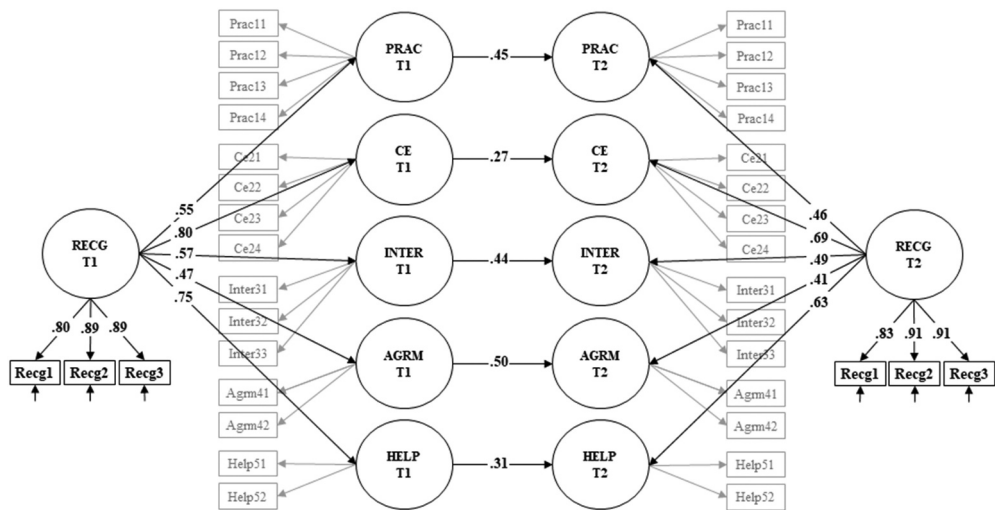 Prac11
Prac12
Prac13
Prac14
Ce21
Ce22
Ce23
Ce24
Inter31
Inter32
Inter33
Agrm41
Agrm42
Help51
Help52
RECG
T1
.80
.89
.89
Recg1
Recg2
Recg3
.55
.80
.57
.47
.75
PRAC
T1
.45
PRAC
T2
CE
T1
.27
CE
T2
INTER
T1
.44
INTER
T2
AGRM
T1
.50
AGRM
T2
HELP
T1
.31
HELP
T2
Prac11
Prac12
Prac13
Prac14
Ce21
Ce22
Ce23
Ce24
Inter31
Inter32
Inter33
Agrm41
Agrm42
Help51
Help52
.46
.69
.49
.41
.63
RECG
T2
.83
.91
.91
Recg1
Recg2
Recg3